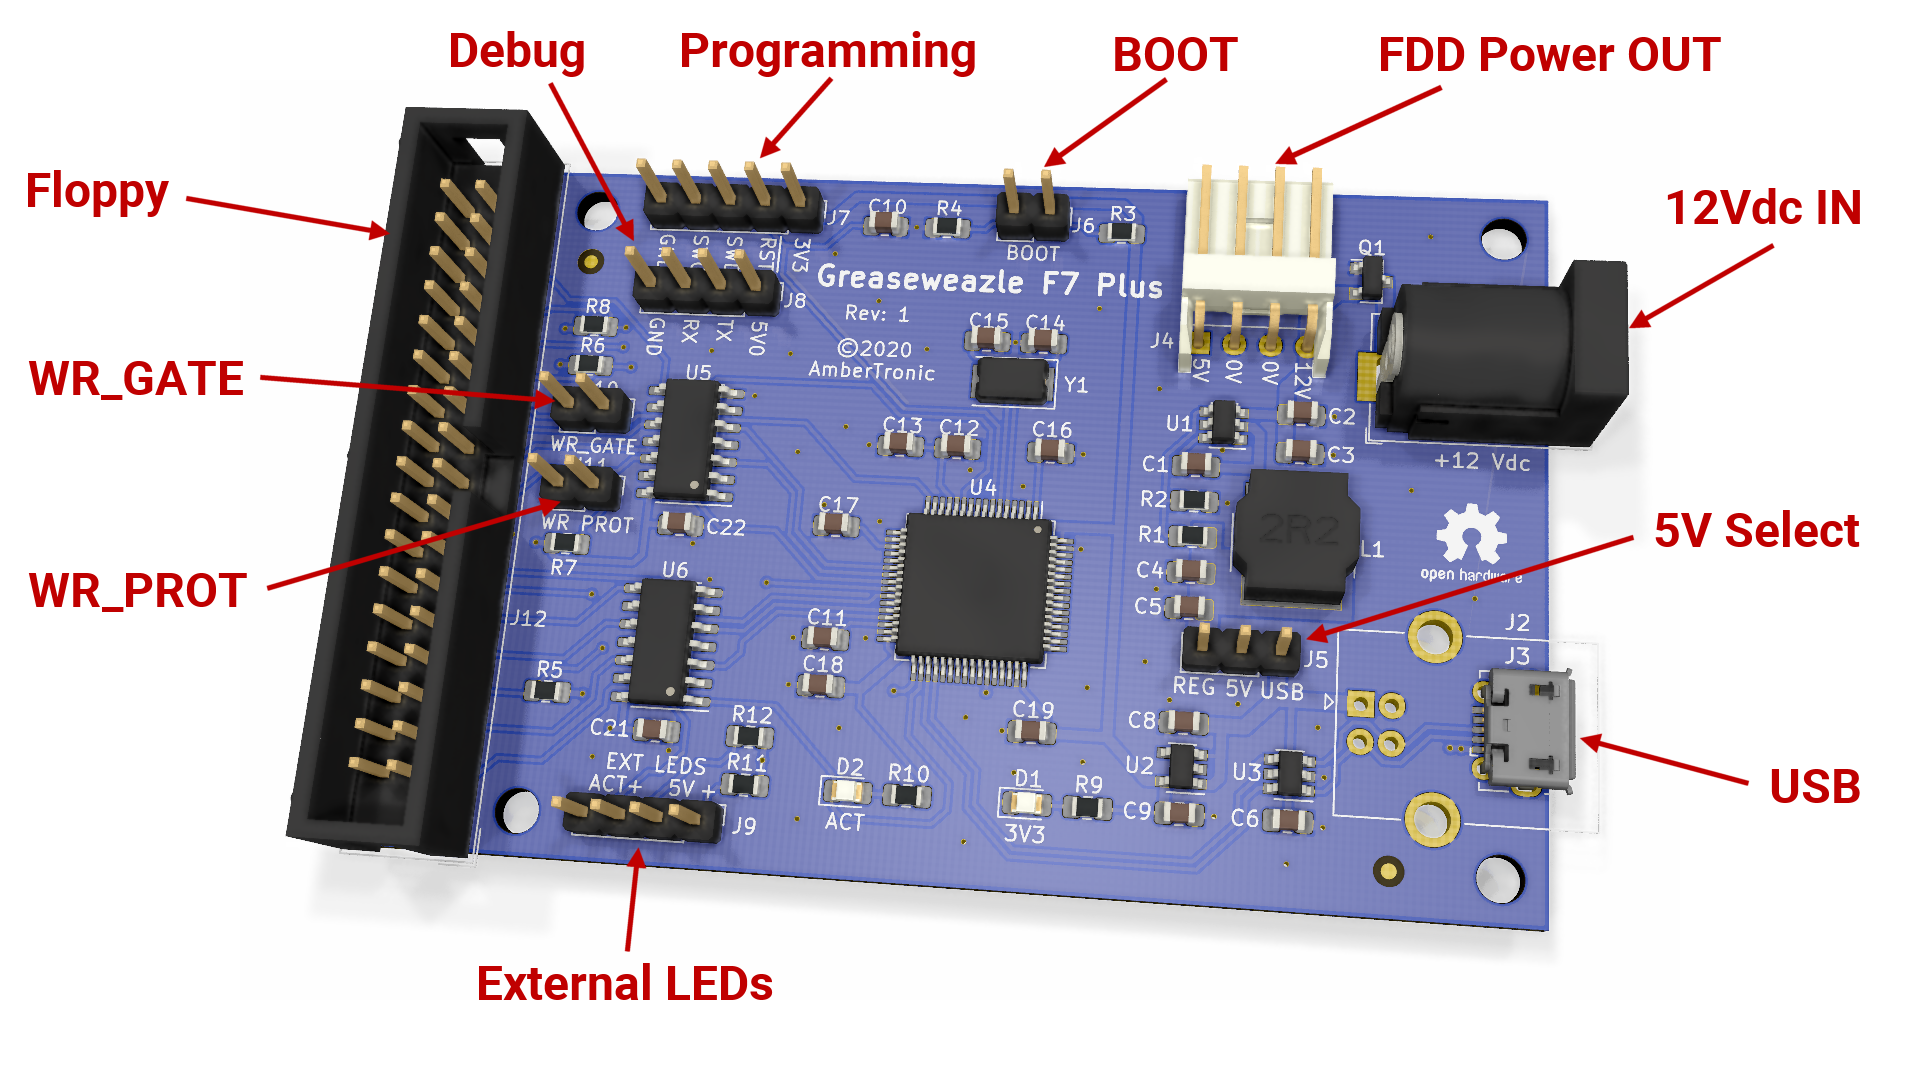 Debug
Programming
BOOT
FDD Power OUT
Floppy
12Vdc IN
WR_GATE
5V Select
WR_PROT
USB
External LEDs
J7
C10
R4
J6
R3
BOOT
Q1
RST
3V3
Greaseweazle F7 Plus
Rev: 1
©2020
AmberTronic
J8
GND
RX
TX
5V0
R8
R6
U5
C15
C14
Y1
J4
5V
0V
0V
12V
U1
C2
C3
+12 Vdc
WR_GATE
WR PROT
C22
R7
C13
C12
C16
C1
R2
R1
C4
C5
2R2
L1
open hardware
U4
C17
U6
J12
C11
C18
R5
C21
R12
R11
EXT LEDS
ACT+
5V +
J9
D2
R10
ACT
C19
D1
R9
3V3
J5
REG 5V USB
J2
J3
C8
U2
U3
C9
C6